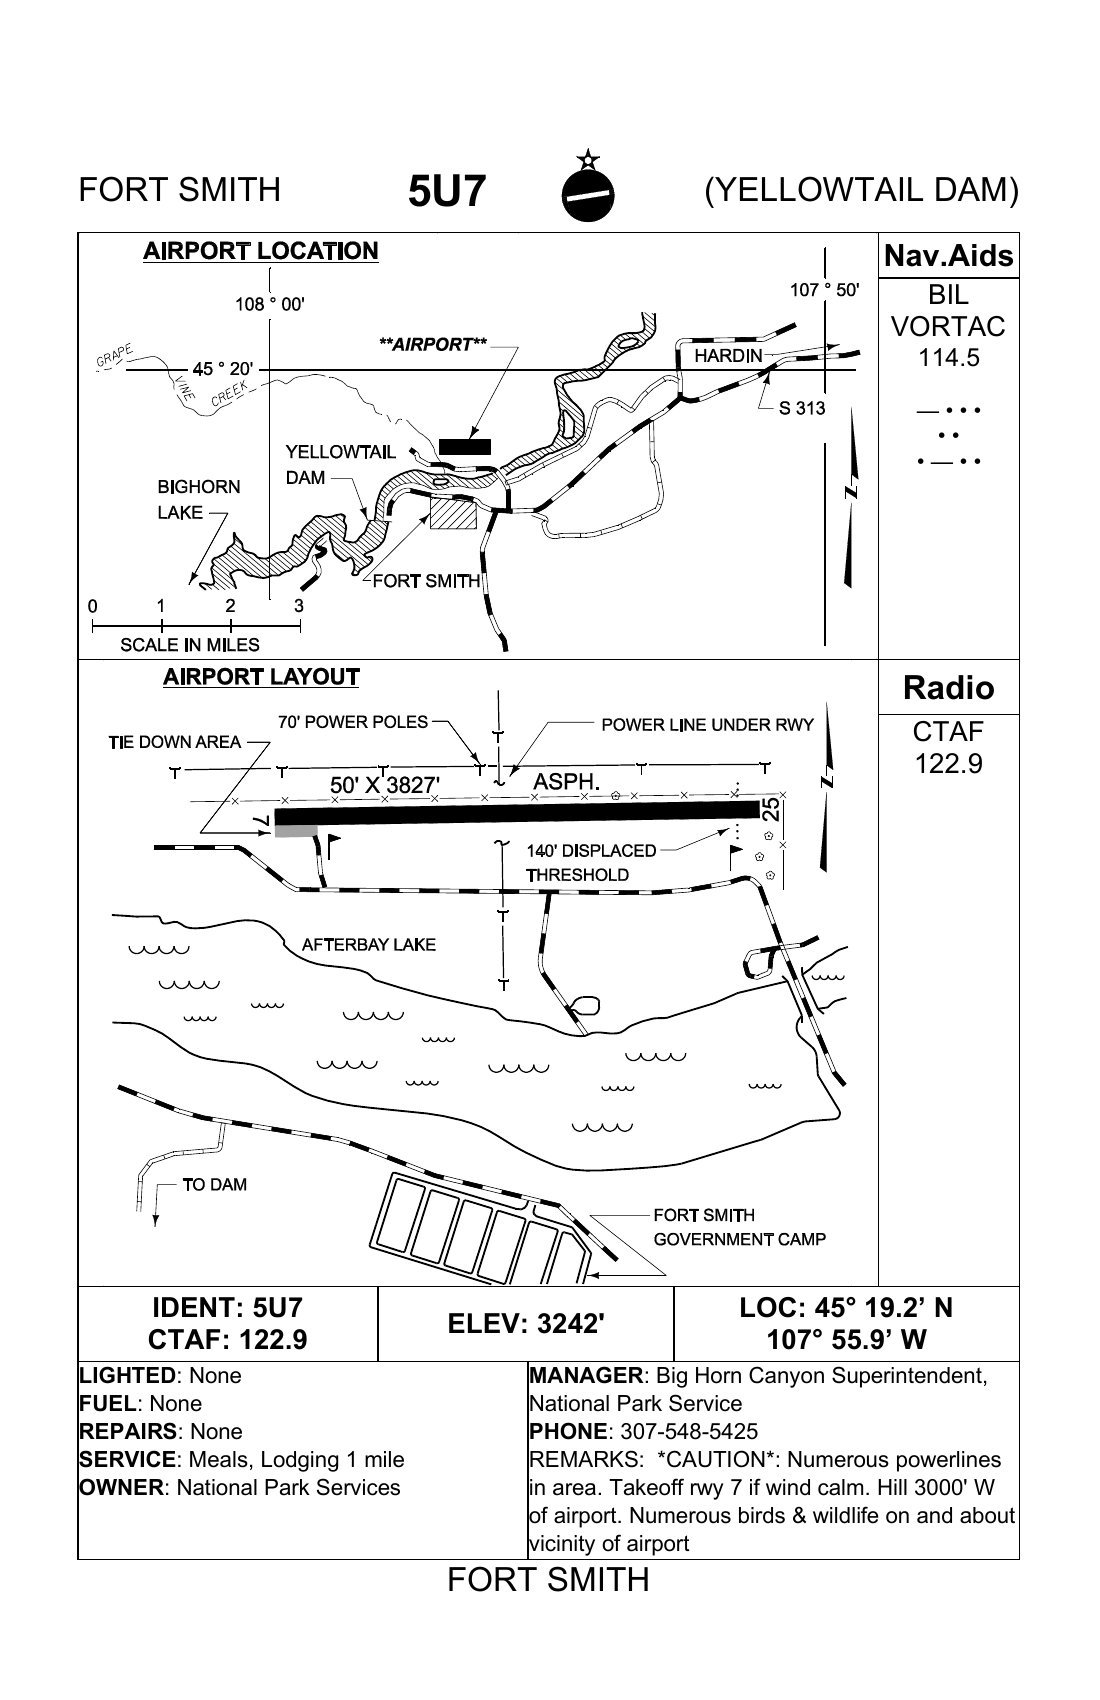 FORT SMITH 5U7 (YELLOWTAIL DAM)
AIRPORT LOCATION
Nav.Aids
BIL
VORTAC
114.5
— • • •
• •
• — • •
108 ° 00'
107 ° 50'
**AIRPORT**
GRAPE
VINE
CREEK
45 ° 20'
HARDIN
S 313
YELLOWTAIL
DAM
BIGHORN
LAKE
N
FORT SMITH
0 1 2 3
SCALE IN MILES
AIRPORT LAYOUT
Radio
CTAF
122.9
70' POWER POLES
POWER LINE UNDER RWY
TIE DOWN AREA
N
50' X 3827' ASPH.
7
25
140' DISPLACED
THRESHOLD
AFTERBAY LAKE
TO DAM
FORT SMITH
GOVERNMENT CAMP
IDENT: 5U7
CTAF: 122.9
ELEV: 3242'
LOC: 45° 19.2’ N
107° 55.9’ W
LIGHTED: None
FUEL: None
REPAIRS: None
SERVICE: Meals, Lodging 1 mile
OWNER: National Park Services
MANAGER: Big Horn Canyon Superintendent,
National Park Service
PHONE: 307-548-5425
REMARKS: *CAUTION*: Numerous powerlines
in area. Takeoff rwy 7 if wind calm. Hill 3000' W
of airport. Numerous birds & wildlife on and about
vicinity of airport
FORT SMITH